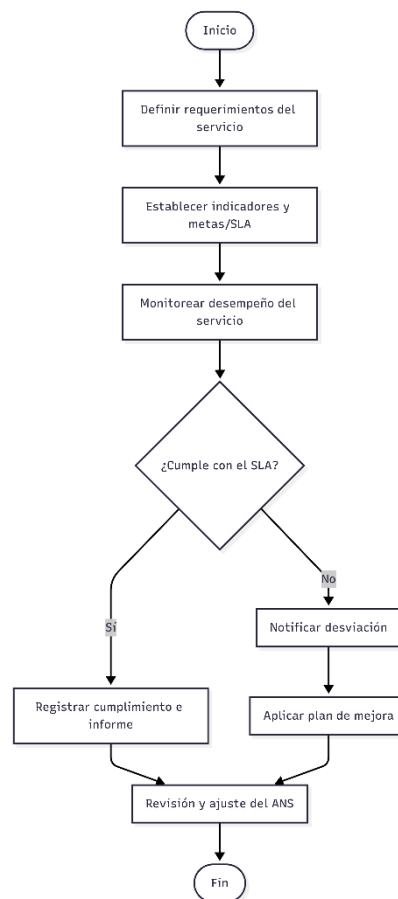 Inicio
Definir requerimientos del
servicio
Establecer indicadores y
metas/SLA
Monitorear desempeño del
servicio
¿Cumple con el SLA?
No
Sí
Notificar desviación
Registrar cumplimiento e
informe
Aplicar plan de mejora
Revisión y ajuste del ANS
Fin